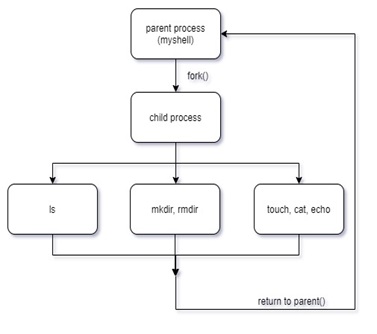 parent process
(myshell)
fork()
child process
ls
mkdir, rmdir
touch, cat, echo
return to parent()